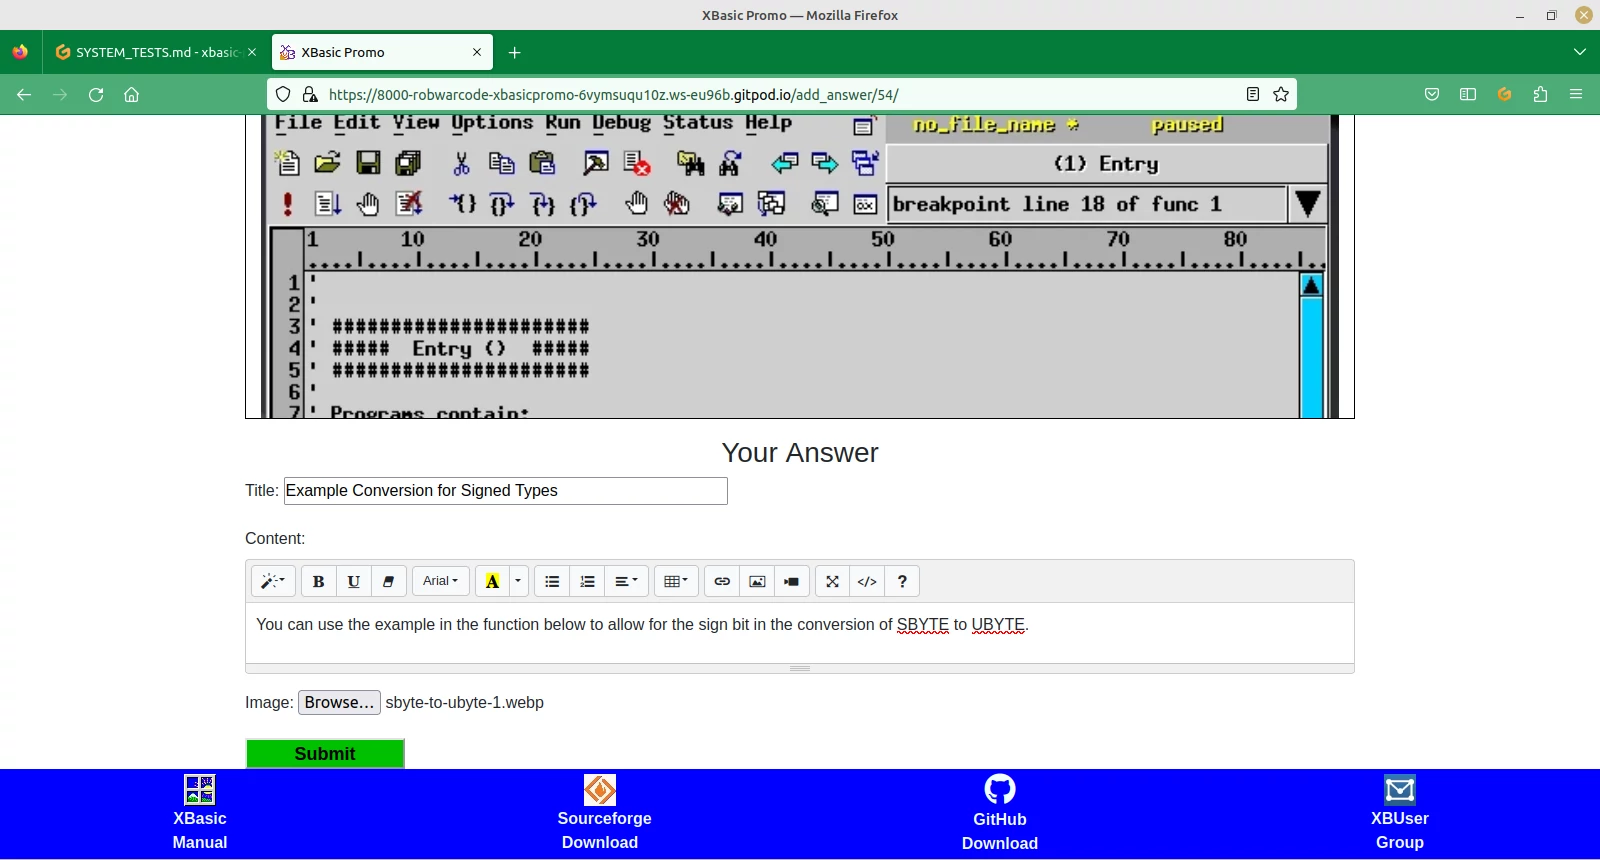 XBasic Promo — Mozilla Firefox
SYSTEM_TESTS.md - xbasic-
XBasic Promo
https://8000-robwarcode-xbasicpromo-6vymsuqu10z.ws-eu96b.gitpod.io/add_answer/54/
File Edit View Options Run Debug Status Help
no_file_name * paused
(1) Entry
breakpoint line 18 of func 1
1 10 20 30 40 50 60 70 80
1 '
2 '
3 ' ######################
4 ' ##### Entry () #####
5 ' ######################
6 '
7 ' Programs contain:
Your Answer
Title: Example Conversion for Signed Types
Content:
B U Arial A </> ?
You can use the example in the function below to allow for the sign bit in the conversion of SBYTE to UBYTE.
Image: Browse... sbyte-to-ubyte-1.webp
Submit
XBasic
Manual
Sourceforge
Download
GitHub
Download
XBUser
Group